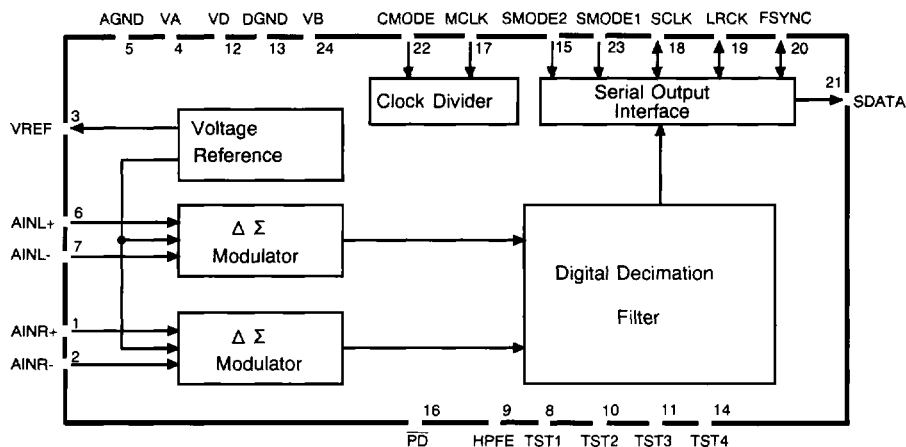 AGND VA VD DGND VB CMODE MCLK SMODE2 SMODE1 SCLK LRCK FSYNC
5 4 12 13 24 22 17 15 23 18 19 20
Clock Divider
Serial Output
Interface
21
SDATA
3
VREF
Voltage
Reference
6
AINL+
7
AINL-
Δ Σ
Modulator
Digital Decimation
Filter
1
AINR+
2
AINR-
Δ Σ
Modulator
16 9 8 10 11 14
PD HPFE TST1 TST2 TST3 TST4